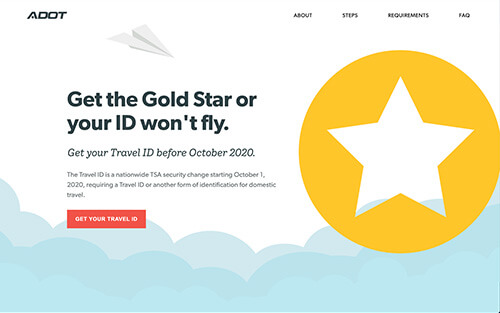 ADOT
ABOUT
STEPS
REQUIREMENTS
FAQ
Get the Gold Star or
your ID won't fly.
Get your Travel ID before October 2020.
The Travel ID is a nationwide TSA security change starting October 1,
2020, requiring a Travel ID or another form of identification for domestic
travel.
GET YOUR TRAVEL ID